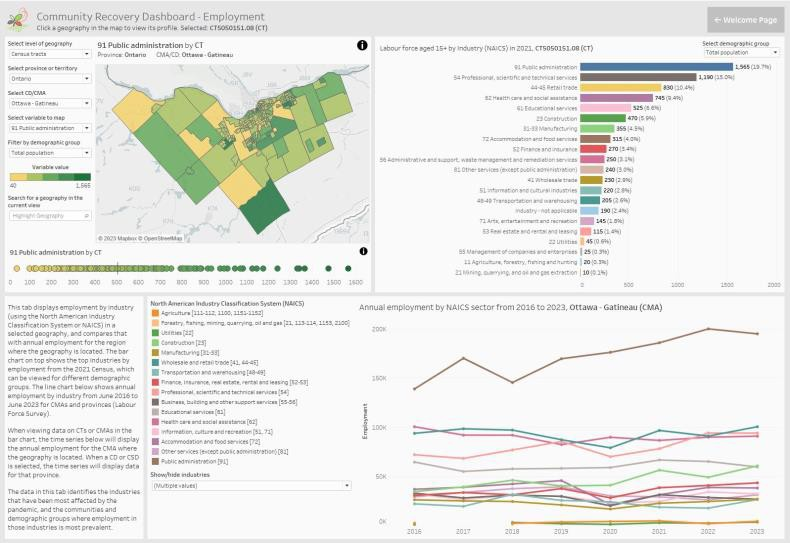 Community Recovery Dashboard - Employment
Click a geography in the map to view its profile. Selected: CT5050151.08 (CT)
← Welcome Page
Select level of geography
Census tracts
Select province or territory
Ontario
Select CD/CMA
Ottawa - Gatineau
Select variable to map
91 Public administration
Filter by demographic group
Total population
Variable value
40
1,565
Search for a geography in the
current view
Highlight Geography
91 Public administration by CT
Province: Ontario CMA/CD: Ottawa - Gatineau
© 2023 Mapbox © OpenStreetMap
91 Public administration by CT
0 100 200 300 400 500 600 700 800 900 1000 1100 1200 1300 1400 1500 1600
Labour force aged 15+ by Industry (NAICS) in 2021, CT5050151.08 (CT)
Select demographic group
Total population
91 Public administration 1,565 (19.7%)
54 Professional, scientific and technical services 1,190 (15.0%)
44-45 Retail trade 830 (10.4%)
62 Health care and social assistance 745 (9.4%)
61 Educational services 525 (6.6%)
23 Construction 470 (5.9%)
31-33 Manufacturing 355 (4.5%)
72 Accommodation and food services 315 (4.0%)
52 Finance and insurance 270 (3.4%)
56 Administrative and support, waste management and remediation services 250 (3.1%)
81 Other services (except public administration) 240 (3.0%)
41 Wholesale trade 230 (2.9%)
51 Information and cultural industries 220 (2.8%)
48-49 Transportation and warehousing 205 (2.6%)
Industry - not applicable 190 (2.4%)
71 Arts, entertainment and recreation 145 (1.8%)
53 Real estate and rental and leasing 115 (1.4%)
22 Utilities 45 (0.6%)
55 Management of companies and enterprises 25 (0.3%)
11 Agriculture, forestry, fishing and hunting 20 (0.3%)
21 Mining, quarrying, and oil and gas extraction 10 (0.1%)
0 500 1000 1500 2000
This tab displays employment by industry
(using the North American Industry
Classification System or NAICS) in a
selected geography, and compares that
with annual employment for the region
where the geography is located. The bar
chart on top shows the top Industries by
employment from the 2021 Census, which
can be viewed for different demographic
groups. The line chart below shows annual
employment by industry from June 2016 to
June 2023 for CMAs and provinces (Labour
Force Survey).
When viewing data on CTs or CMAs in the
bar chart, the time series below will display
the annual employment for the CMA where
the geography is located. When a CD or CSD
is selected, the time series will display data
for that province.
The data in this tab identifies the industries
that have been most affected by the
pandemic, and the communities and
demographic groups where employment in
those industries is most prevalent.
North American Industry Classification System (NAICS)
Agriculture [111-112, 1100, 1151-1152]
Forestry, fishing, mining, quarrying, oil and gas [21, 113-114, 1153, 2100]
Utilities [22]
Construction [23]
Manufacturing [31-33]
Wholesale and retail trade [41, 44-45]
Transportation and warehousing [48-49]
Finance, insurance, real estate, rental and leasing [52-53]
Professional, scientific and technical services [54]
Business, building and other support services [55-56]
Educational services [61]
Health care and social assistance [62]
Information, culture and recreation [51, 71]
Accommodation and food services [72]
Other services (except public administration) [81]
Public administration [91]
Show/hide industries
(Multiple values)
Annual employment by NAICS sector from 2016 to 2023, Ottawa - Gatineau (CMA)
Employment
200K
150K
100K
50K
0K
2016 2017 2018 2019 2020 2021 2022 2023